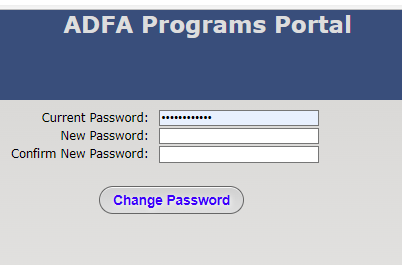 ADFA Programs Portal
Current Password: ••••••••••••
New Password:
Confirm New Password:
Change Password